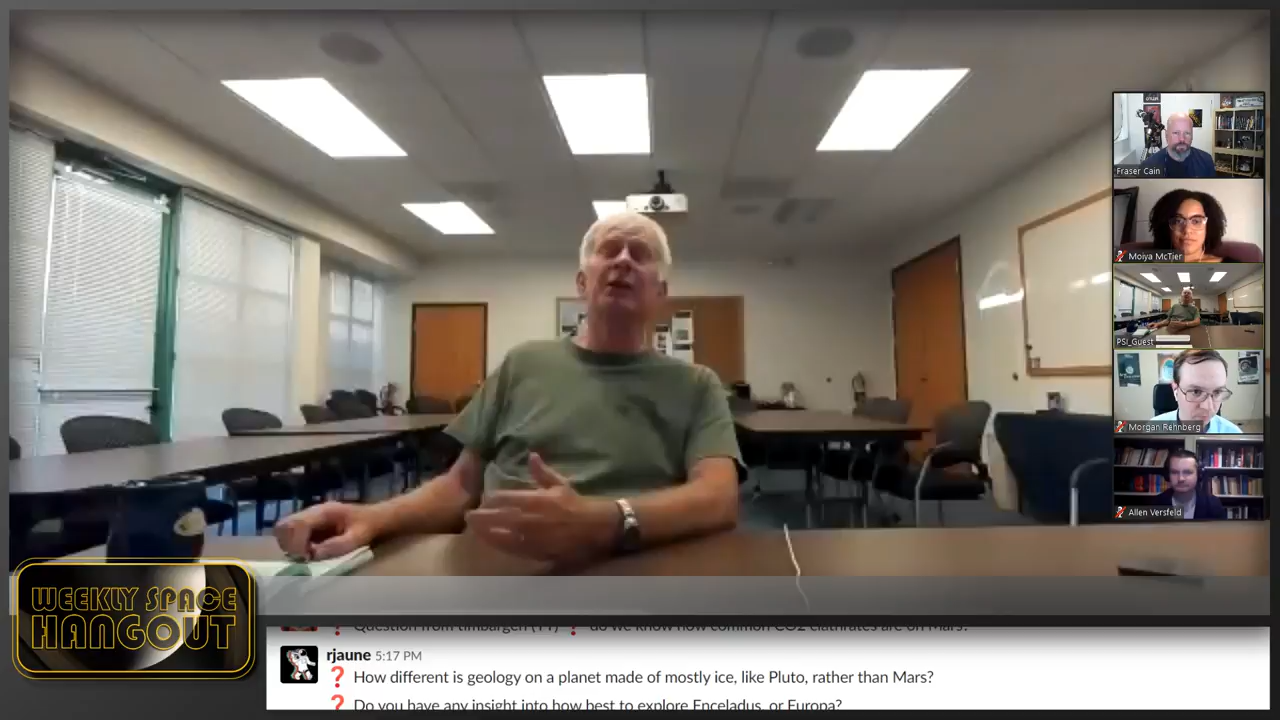 Fraser Cain
Moiya McTier
PSI_Guest
Morgan Rehnberg
Allen Versfeld
WEEKLY SPACE
HANGOUT
Question from timbargen (YT) ❓ do we know how common CO2 clathrates are on Mars?
rjaune 5:17 PM
❓ How different is geology on a planet made of mostly ice, like Pluto, rather than Mars?
❓ Do you have any insight into how best to explore Enceladus, or Europa?